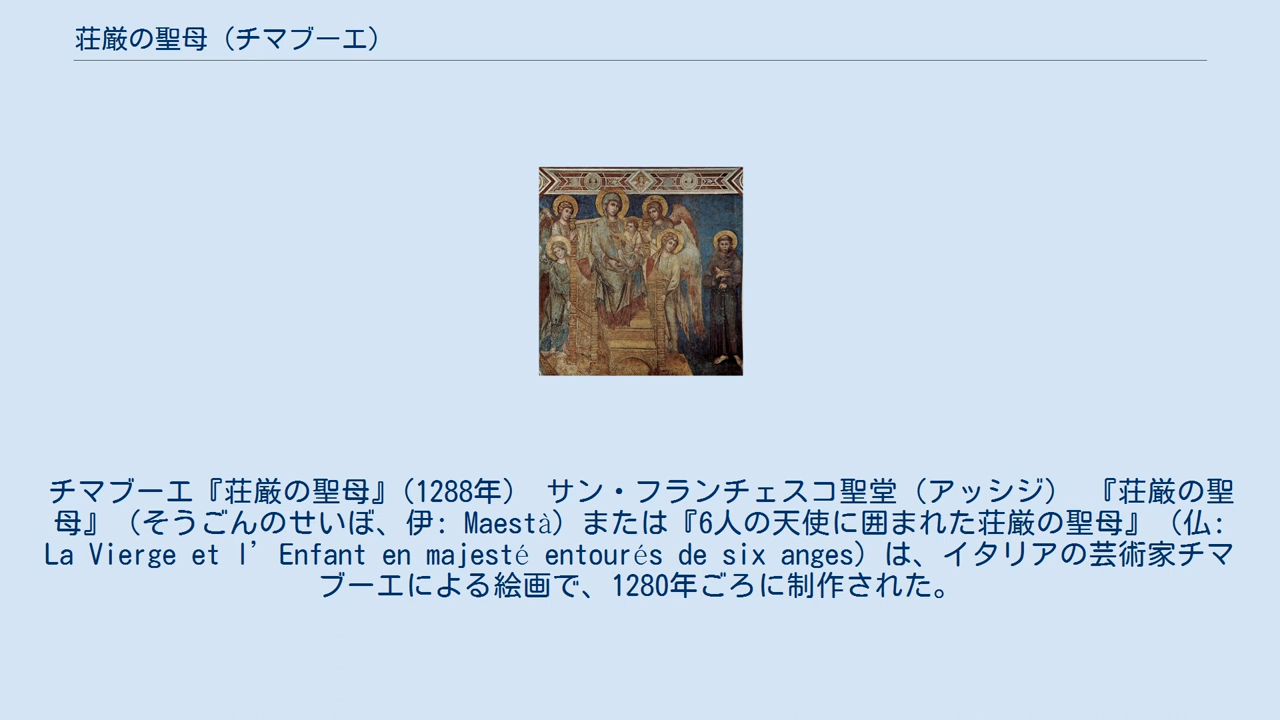 荘厳の聖母（チマブーエ）
チマブーエ『荘厳の聖母』（1288年）　サン・フランチェスコ聖堂（アッシジ）　『荘厳の聖
母』（そうごんのせいぼ、伊: Maestà）または『6人の天使に囲まれた荘厳の聖母』（仏:
La Vierge et l’Enfant en majesté entourés de six anges）は、イタリアの芸術家チマ
ブーエによる絵画で、1280年ごろに制作された。